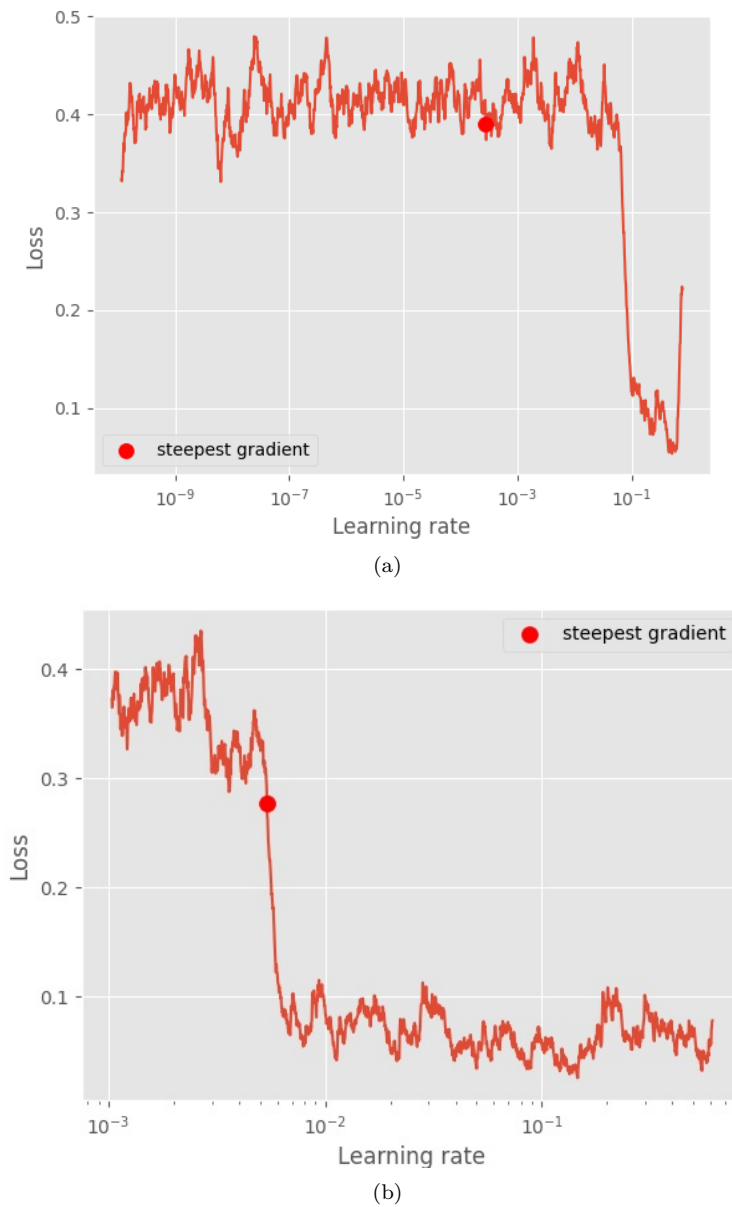 0.5
0.4
0.3
0.2
0.1
Loss
steepest gradient
10⁻⁹ 10⁻⁷ 10⁻⁵ 10⁻³ 10⁻¹
Learning rate
(a)
steepest gradient
0.4
0.3
0.2
0.1
Loss
10⁻³ 10⁻² 10⁻¹
Learning rate
(b)